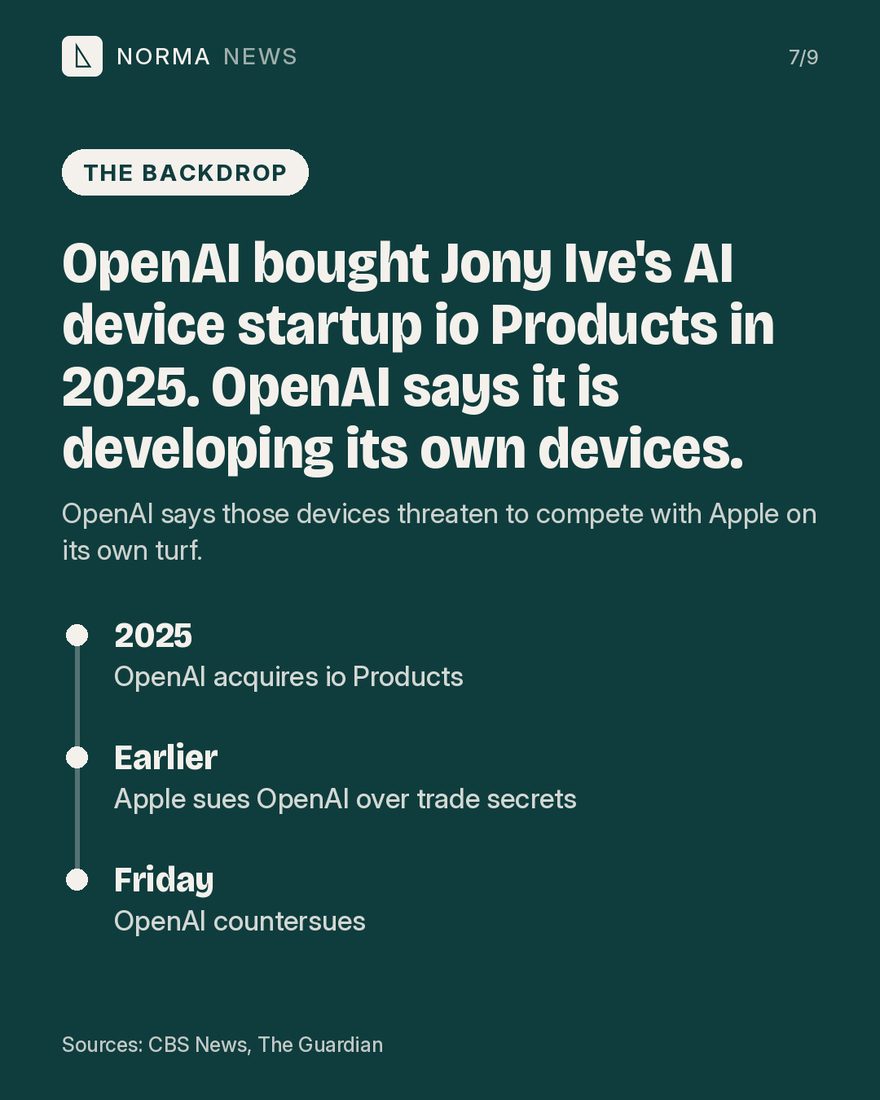 NORMA NEWS
7/9
THE BACKDROP
OpenAI bought Jony Ive's AI
device startup io Products in
2025. OpenAI says it is
developing its own devices.
OpenAI says those devices threaten to compete with Apple on
its own turf.
2025
OpenAI acquires io Products
Earlier
Apple sues OpenAI over trade secrets
Friday
OpenAI countersues
Sources: CBS News, The Guardian